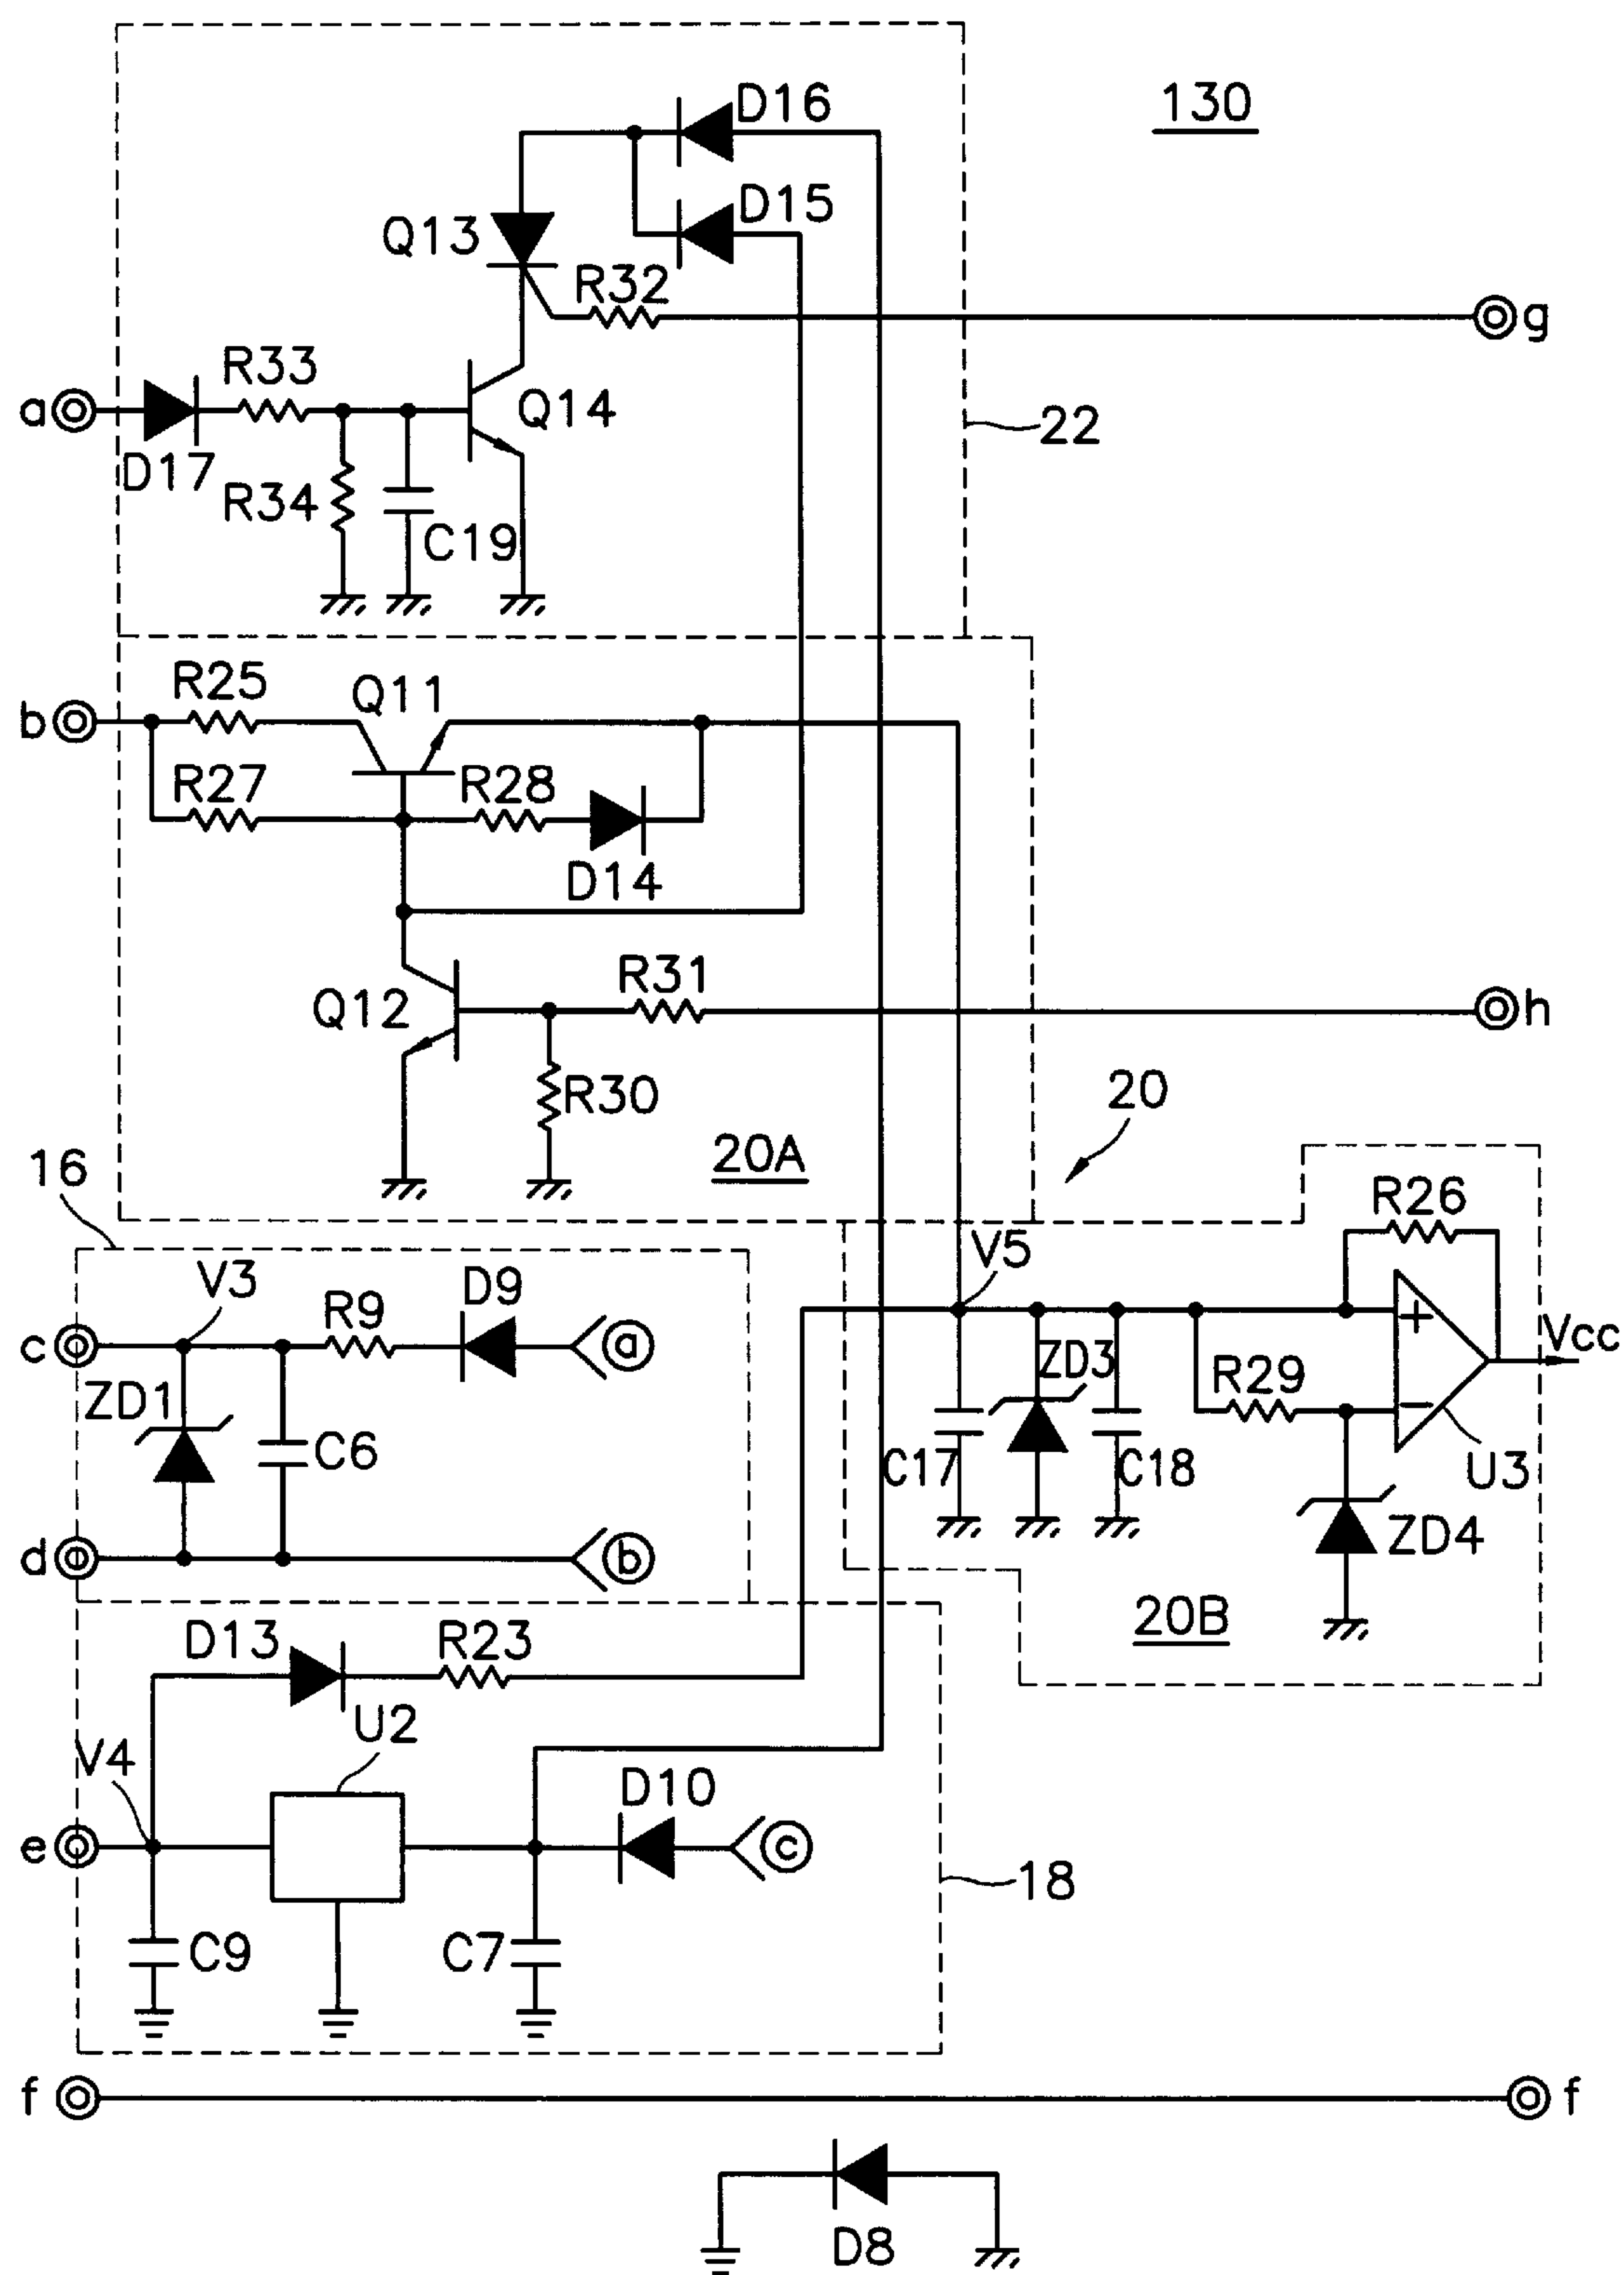 130
D16
D15
Q13
R32
g
R33
a
Q14
22
D17
R34
C19
R25
Q11
b
R27
R28
D14
R31
Q12
h
R30
20
20A
16
R26
V3
D9
V5
R9
c
a
Vcc
ZD1
ZD3
+
R29
−
C6
C17
C18
U3
d
b
ZD4
D13
R23
20B
U2
V4
D10
e
c
18
C9
C7
f
f
D8